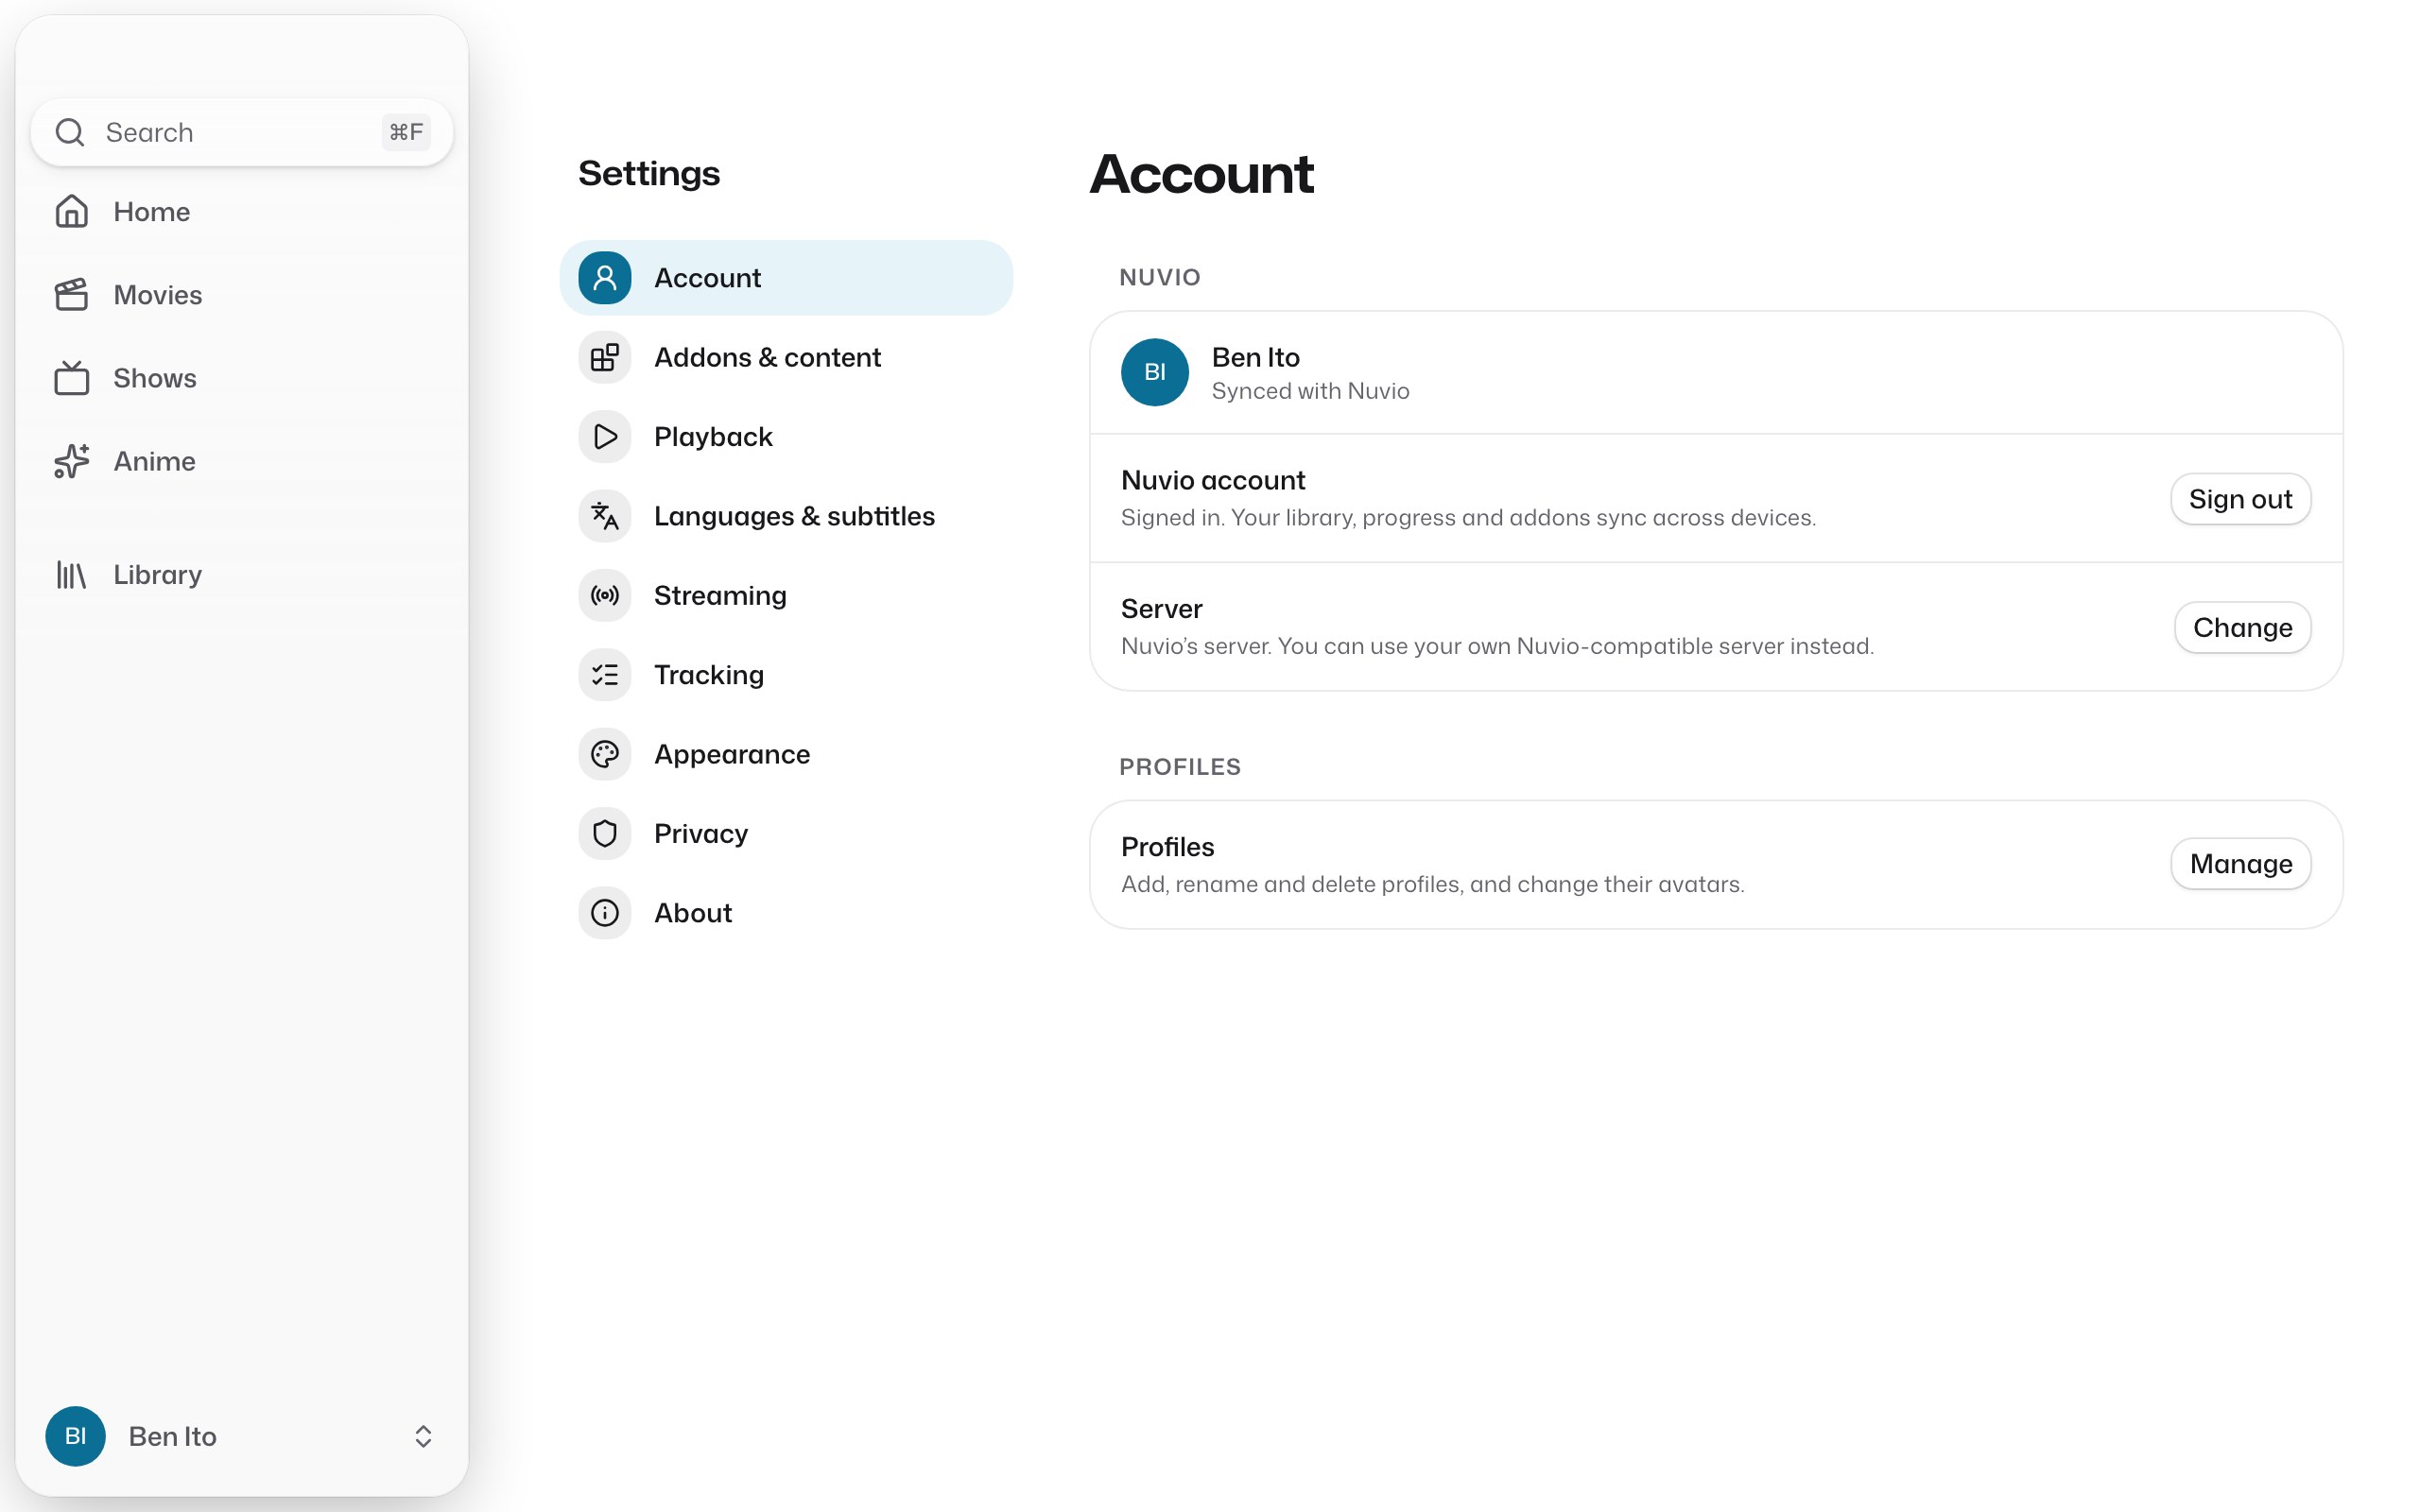 Search ⌘F
Home
Movies
Shows
Anime
Library
BI Ben Ito
Settings
Account
Addons & content
Playback
Languages & subtitles
Streaming
Tracking
Appearance
Privacy
About
Account
NUVIO
BI
Ben Ito
Synced with Nuvio
Nuvio account
Signed in. Your library, progress and addons sync across devices.
Sign out
Server
Nuvio’s server. You can use your own Nuvio-compatible server instead.
Change
PROFILES
Profiles
Add, rename and delete profiles, and change their avatars.
Manage